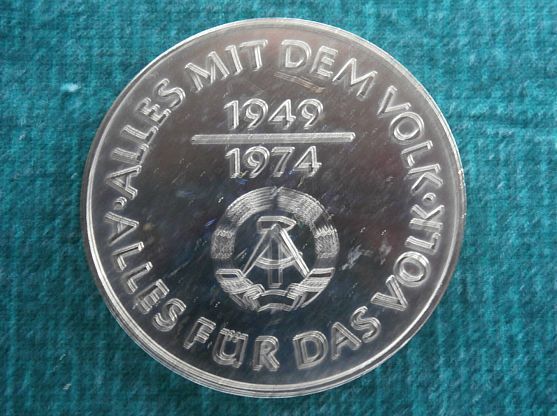 · ALLES MIT DEM VOLK ·
ALLES FÜR DAS VOLK
1949
1974